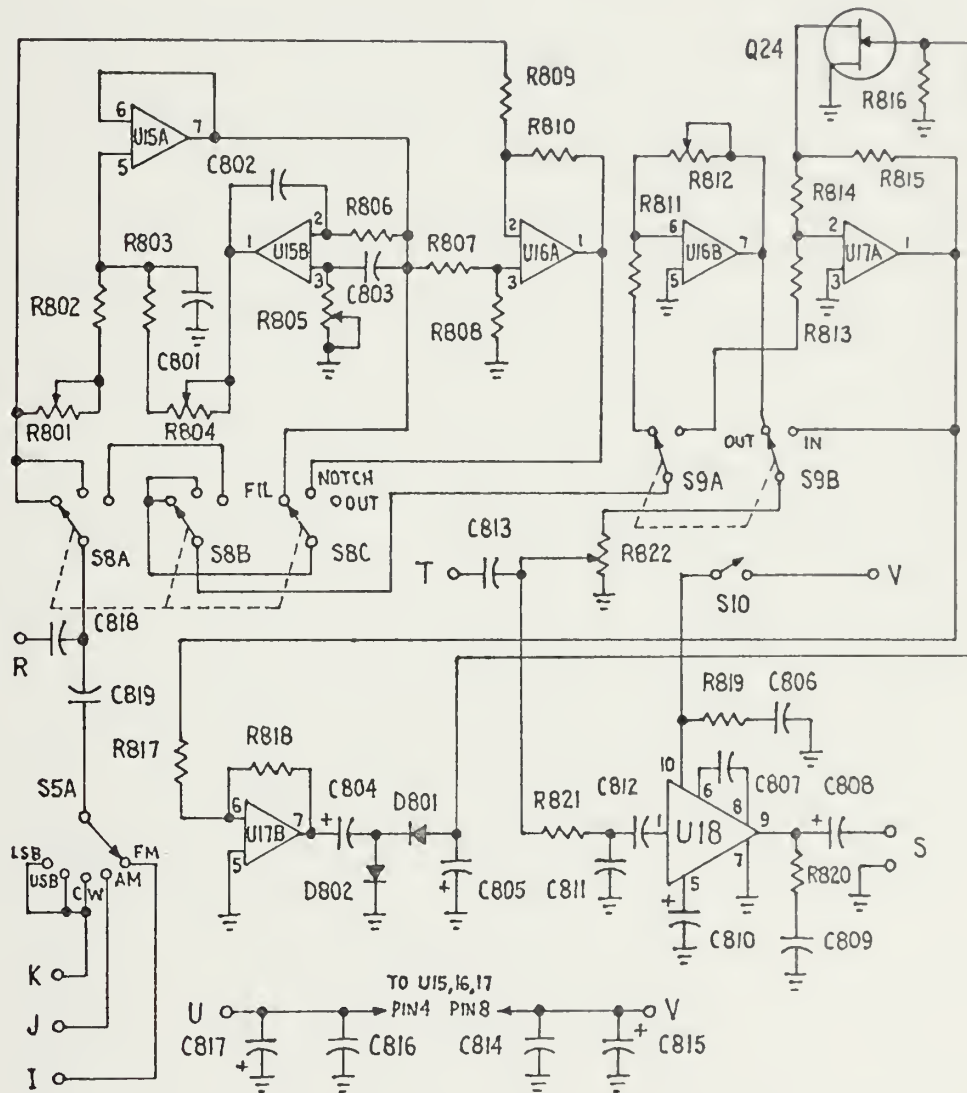 Q24
R809
R816
6
7
U15A
5
R810
C802
R812
R815
R811
R814
R803
2
R806
1
U15B
3
R807
2
1
U16A
3
6
7
U16B
5
2
1
U17A
3
R802
C803
R805
R808
R813
C801
R801
R804
FIL
NOTCH
OUT
OUT
IN
S9A
S9B
S8A
S8B
S8C
C813
T
R822
S10
V
C818
R
C819
R819
C806
R817
R818
S5A
10
C804
D801
C812
6
C807
C808
R821
8
9
+
LSB
FM
6
7
+
1
U18
S
USB
CW
AM
U17B
5
7
5
R820
D802
+
C805
C811
+
C810
C809
K
TO U15,16,17
U
PIN4
PIN8
V
J
C817
+
C816
C814
+
C815
I